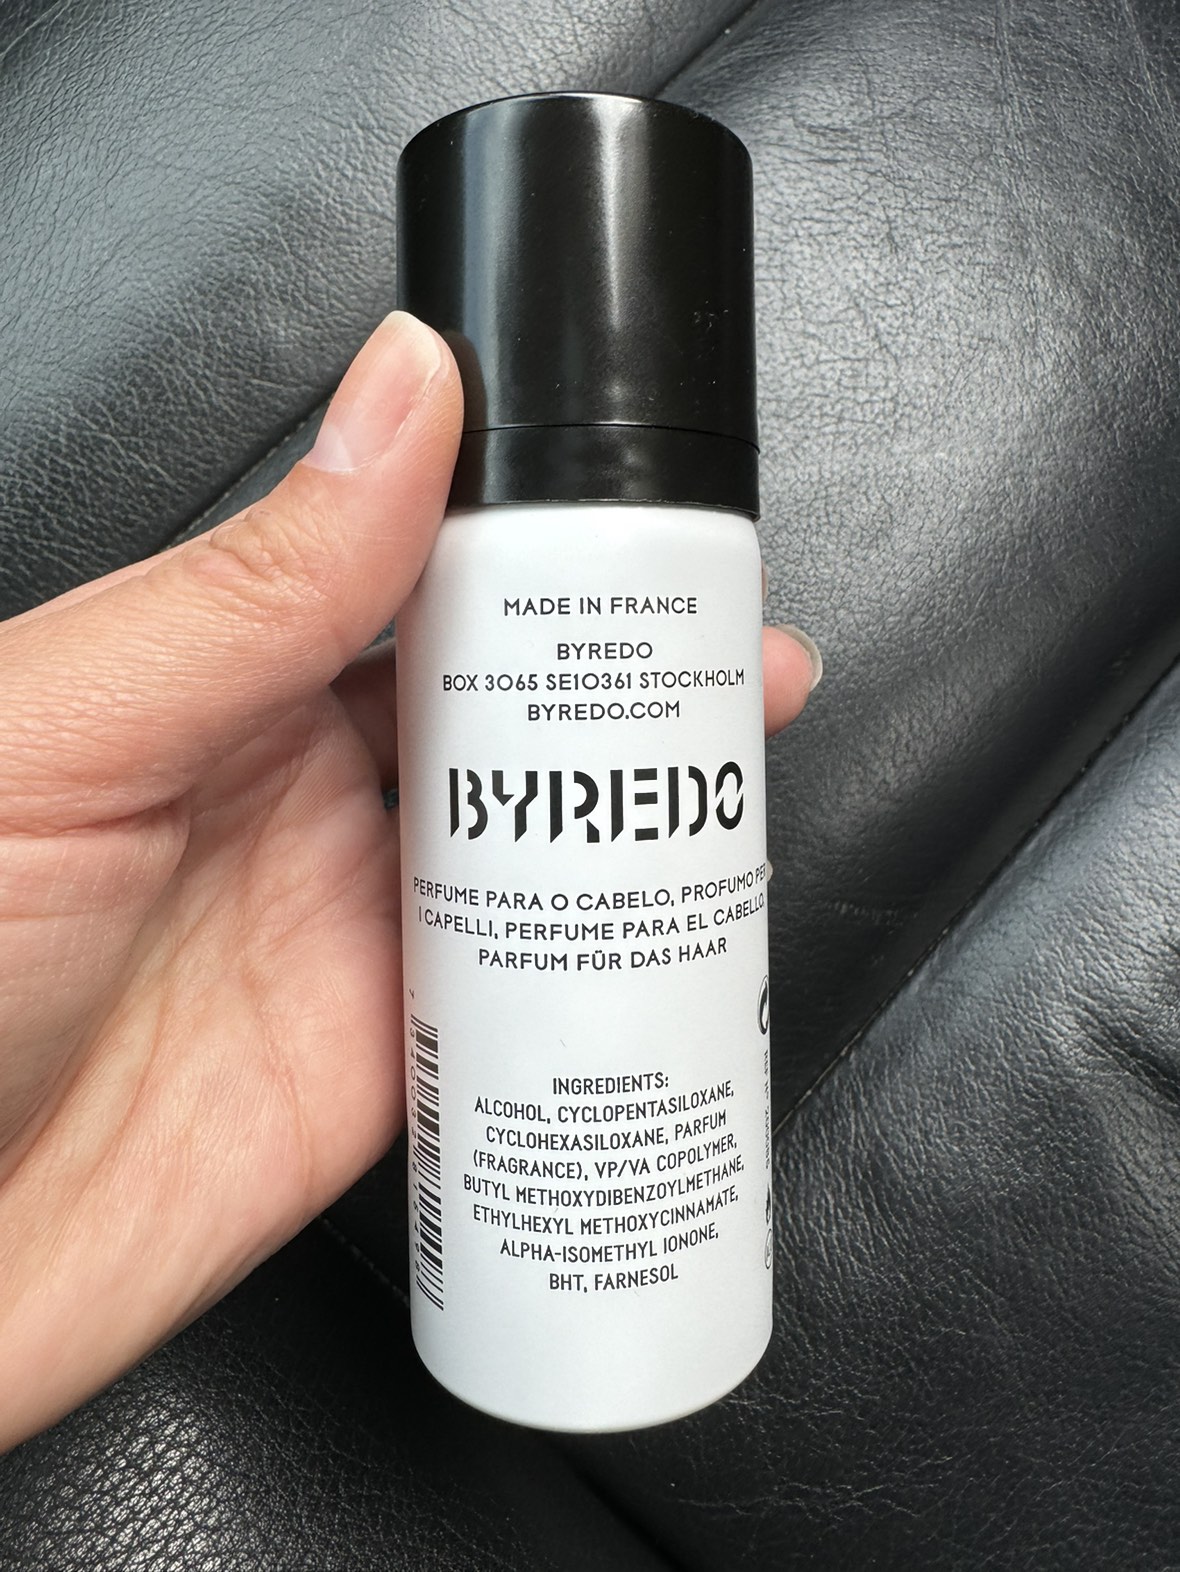 MADE IN FRANCE
BYREDO
BOX 3065 SE10361 STOCKHOLM
BYREDO.COM
BYREDO
PERFUME PARA O CABELO, PROFUMO PER
I CAPELLI, PERFUME PARA EL CABELLO,
PARFUM FÜR DAS HAAR
INGREDIENTS:
ALCOHOL, CYCLOPENTASILOXANE,
CYCLOHEXASILOXANE, PARFUM
(FRAGRANCE), VP/VA COPOLYMER,
BUTYL METHOXYDIBENZOYLMETHANE,
ETHYLHEXYL METHOXYCINNAMATE,
ALPHA-ISOMETHYL IONONE,
BHT, FARNESOL